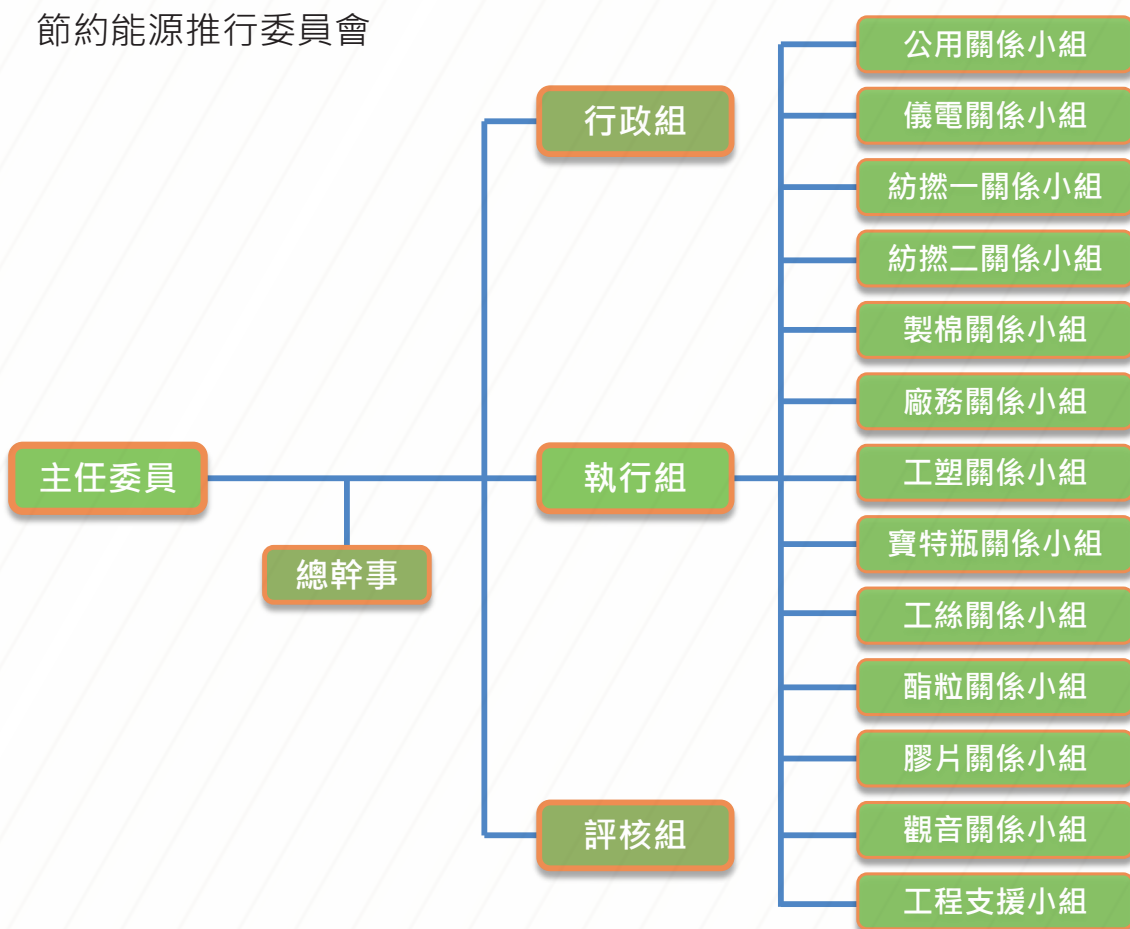 節約能源推行委員會
主任委員
總幹事
行政組
執行組
評核組
公用關係小組
儀電關係小組
紡撚一關係小組
紡撚二關係小組
製棉關係小組
廠務關係小組
工塑關係小組
寶特瓶關係小組
工絲關係小組
酯粒關係小組
膠片關係小組
觀音關係小組
工程支援小組